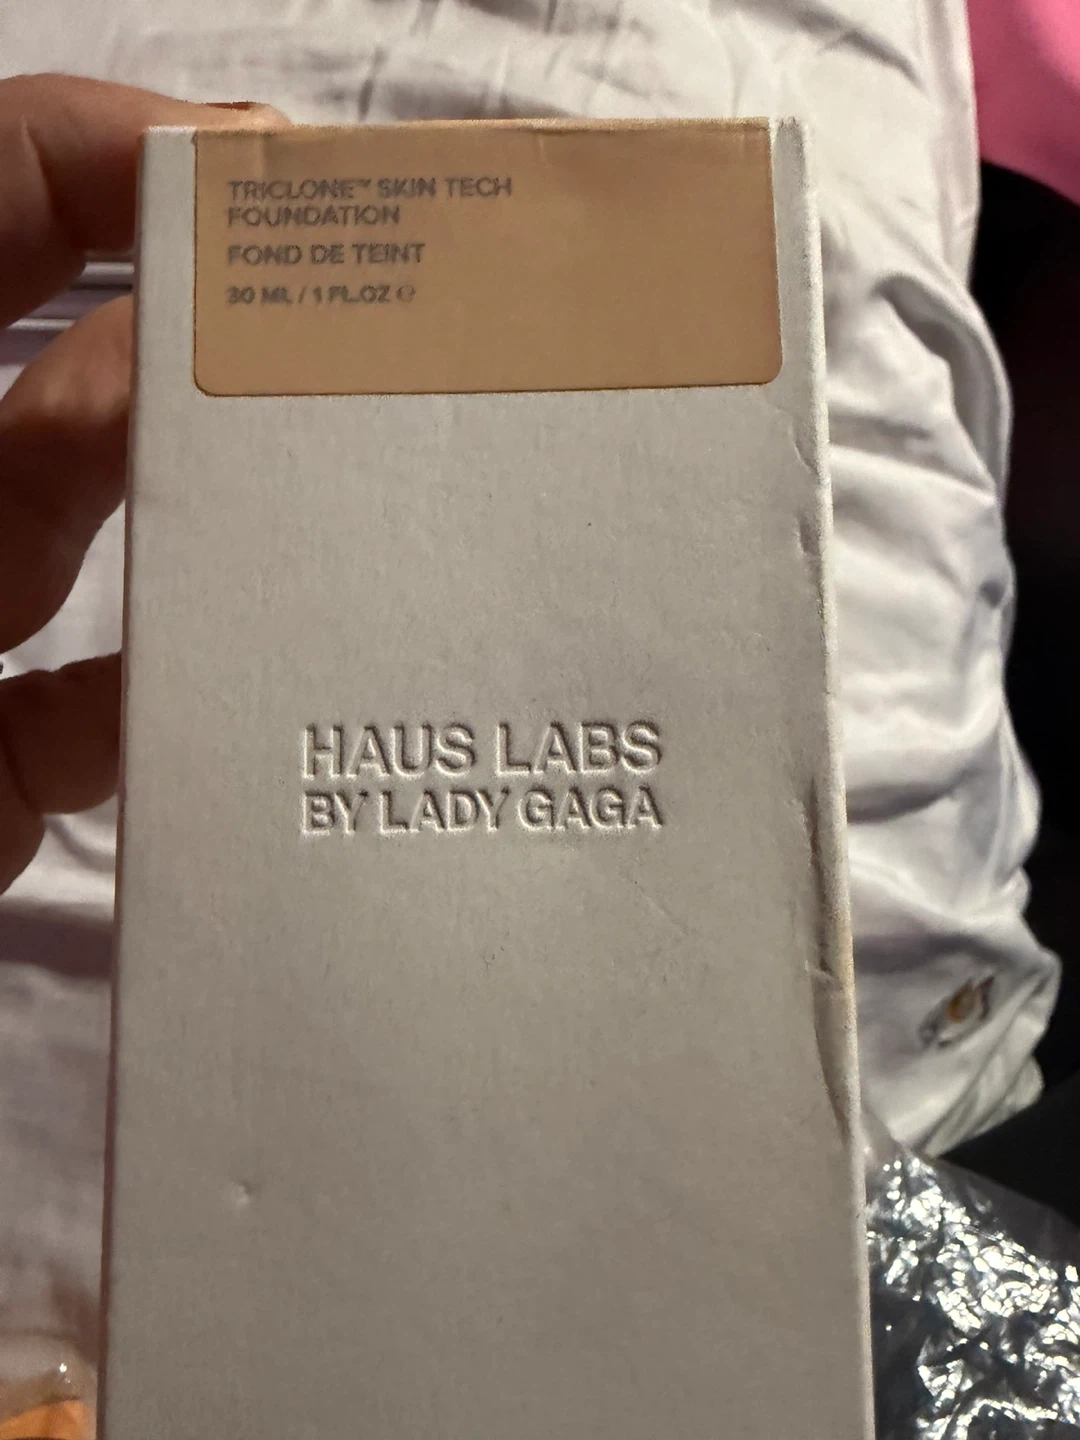 TRICLONE™ SKIN TECH
FOUNDATION
FOND DE TEINT
30 ML / 1 FL.OZ ℮
HAUS LABS
BY LADY GAGA